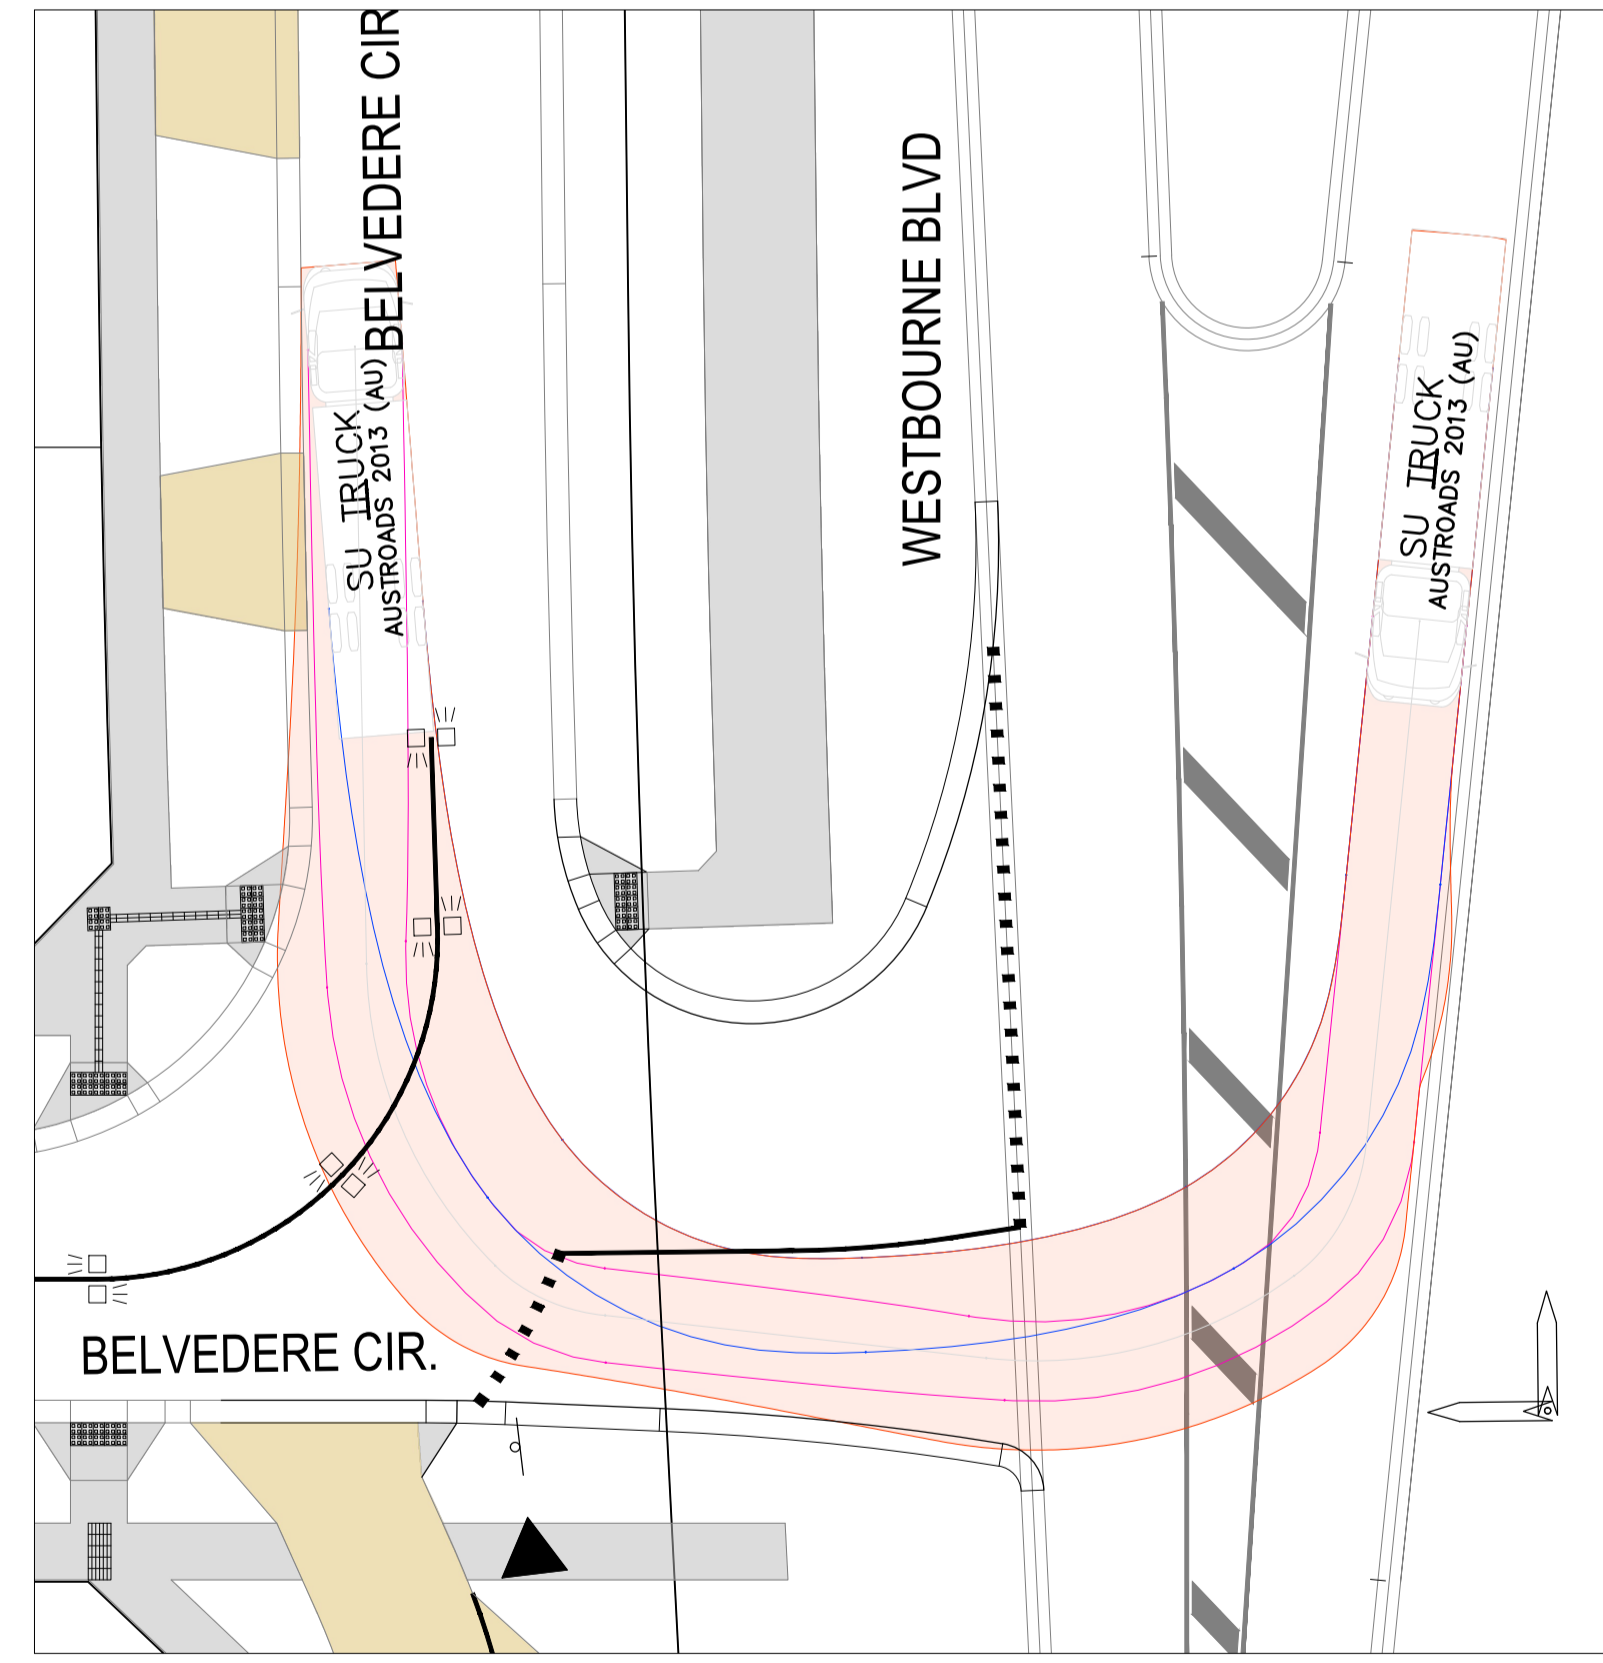 BELVEDERE CIR
SU TRUCK
AUSTROADS 2013 (AU)
WESTBOURNE BLVD
SU TRUCK
AUSTROADS 2013 (AU)
BELVEDERE CIR.